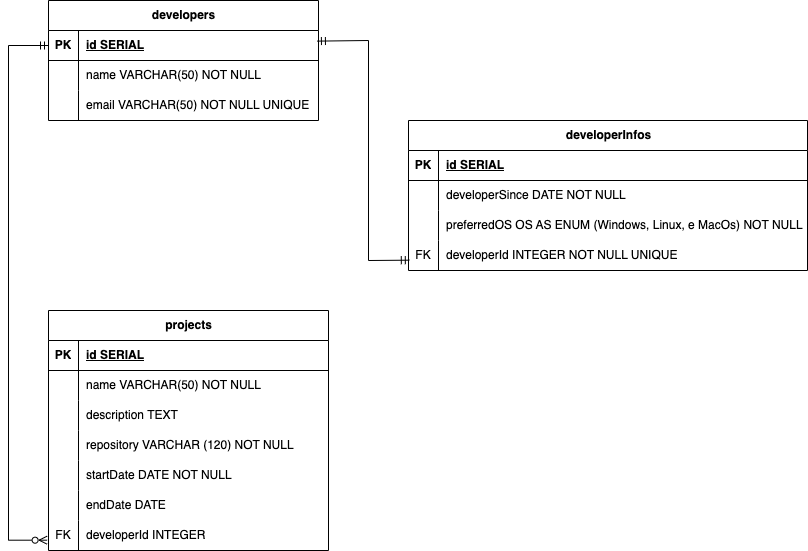 developers
PK id SERIAL
name VARCHAR(50) NOT NULL
email VARCHAR(50) NOT NULL UNIQUE
developerInfos
PK id SERIAL
developerSince DATE NOT NULL
preferredOS OS AS ENUM (Windows, Linux, e MacOs) NOT NULL
FK developerId INTEGER NOT NULL UNIQUE
projects
PK id SERIAL
name VARCHAR(50) NOT NULL
description TEXT
repository VARCHAR (120) NOT NULL
startDate DATE NOT NULL
endDate DATE
FK developerId INTEGER